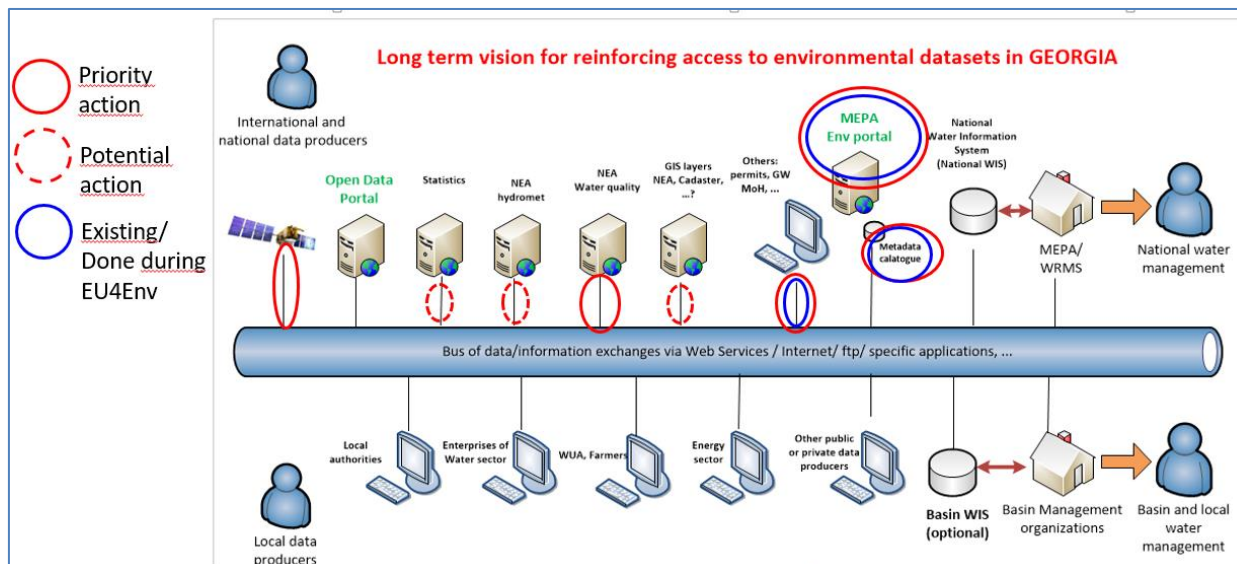 Long term vision for reinforcing access to environmental datasets in GEORGIA
Priority
action
Potential
action
Existing/
Done during
EU4Env
International and
national data producers
Open Data
Portal
Statistics
NEA
hydromet
NEA
Water quality
GIS layers
NEA, Cadaster,
...?
Others:
permits, GW
MoH, ...
MEPA
Env portal
Metadata
calatogue
National
Water Information
System
(National WIS)
MEPA/
WRMS
National water
management
Bus of data/information exchanges via Web Services / Internet/ ftp/ specific applications, ...
Local data
producers
Local
authorities
Enterprises of
Water sector
WUA, Farmers
Energy
sector
Other public
or private data
producers
Basin WIS
(optional)
Basin Management
organizations
Basin and local
water
management